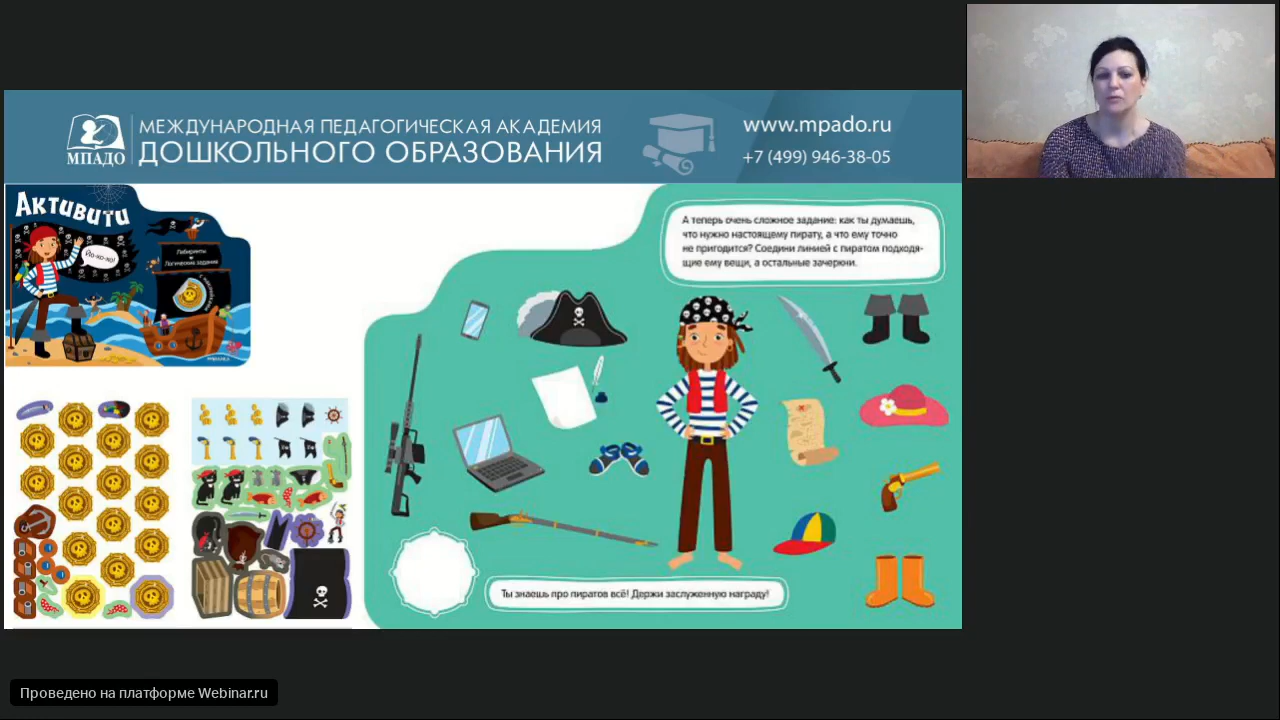 МПАДО
МЕЖДУНАРОДНАЯ ПЕДАГОГИЧЕСКАЯ АКАДЕМИЯ
ДОШКОЛЬНОГО ОБРАЗОВАНИЯ
www.mpado.ru
+7 (499) 946-38-05
Активити
Йо-хо-хо!
Лабиринты
+
Логические задания
А теперь очень сложное задание: как ты думаешь,
что нужно настоящему пирату, а что ему точно
не пригодится? Соедини линией с пиратом подходя-
щие ему вещи, а остальные зачеркни.
Ты знаешь про пиратов всё! Держи заслуженную награду!
Проведено на платформе Webinar.ru